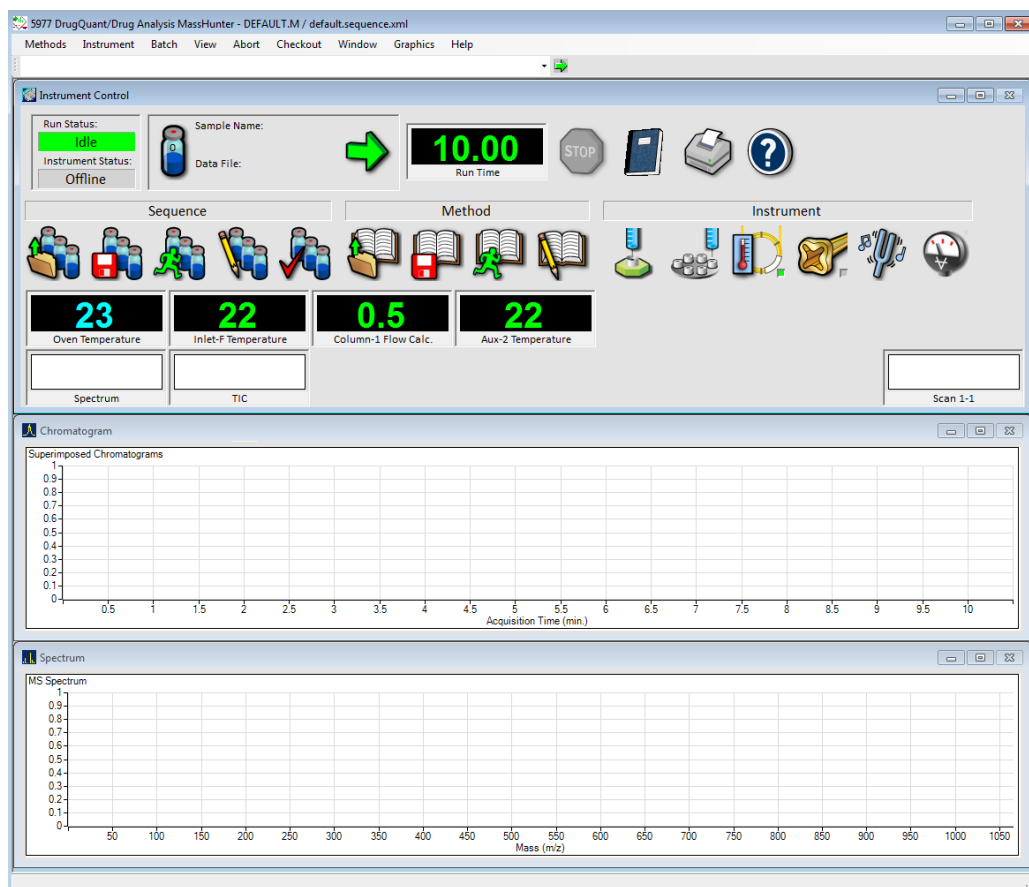 5977 DrugQuant/Drug Analysis MassHunter - DEFAULT.M / default.sequence.xml
Methods Instrument Batch View Abort Checkout Window Graphics Help
Instrument Control
Run Status:
Idle
Instrument Status:
Offline
0
Sample Name:
Data File:
10.00
Run Time
STOP
?
Sequence Method Instrument
23 22 0.5 22
Oven Temperature Inlet-F Temperature Column-1 Flow Calc. Aux-2 Temperature
Spectrum TIC Scan 1-1
Chromatogram
Superimposed Chromatograms
1
0.9
0.8
0.7
0.6
0.5
0.4
0.3
0.2
0.1
0
0.5 1 1.5 2 2.5 3 3.5 4 4.5 5 5.5 6 6.5 7 7.5 8 8.5 9 9.5 10
Acquisition Time (min.)
Spectrum
MS Spectrum
1
0.9
0.8
0.7
0.6
0.5
0.4
0.3
0.2
0.1
0
50 100 150 200 250 300 350 400 450 500 550 600 650 700 750 800 850 900 950 1000 1050
Mass (m/z)